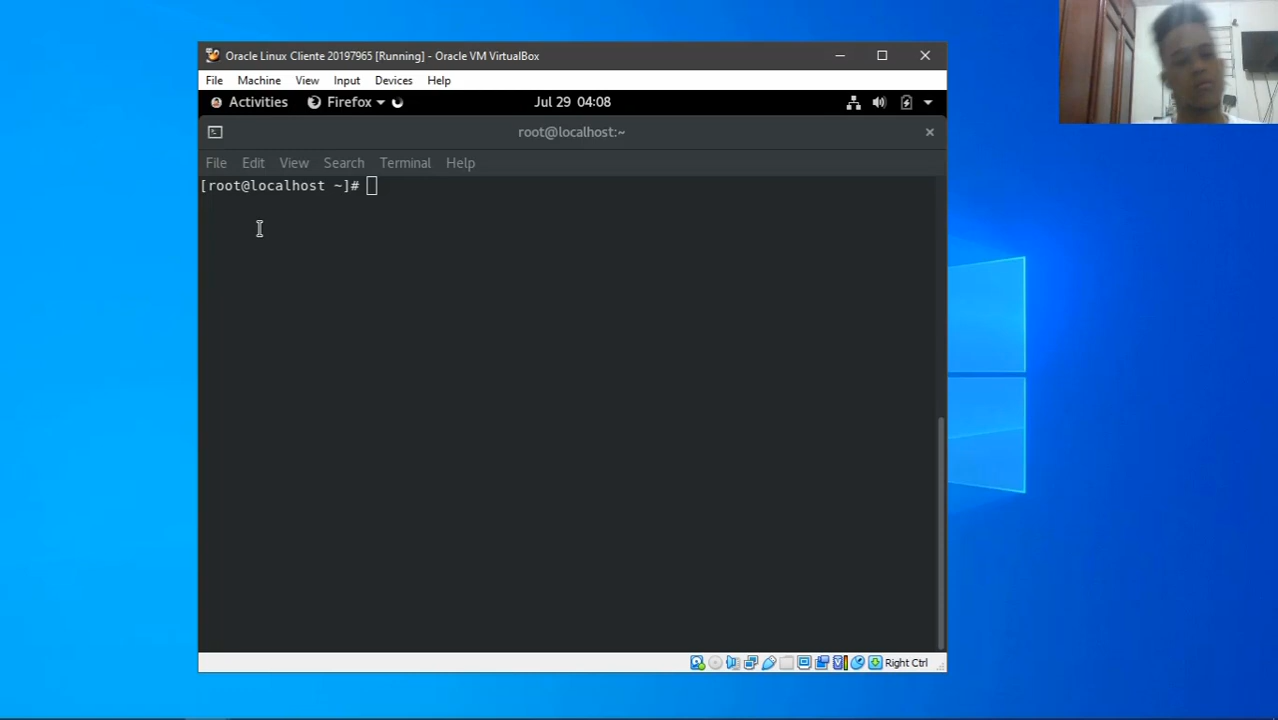 Oracle Linux Cliente 20197965 [Running] - Oracle VM VirtualBox
File Machine View Input Devices Help
Activities Firefox Jul 29 04:08
root@localhost:~
File Edit View Search Terminal Help
[root@localhost ~]#
Right Ctrl